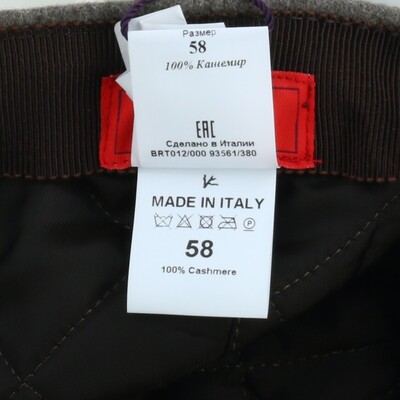 Размер
58
100% Кашемир
EAC
Сделано в Италии
BRT012/000 93561/380
MADE IN ITALY
58
100% Cashmere